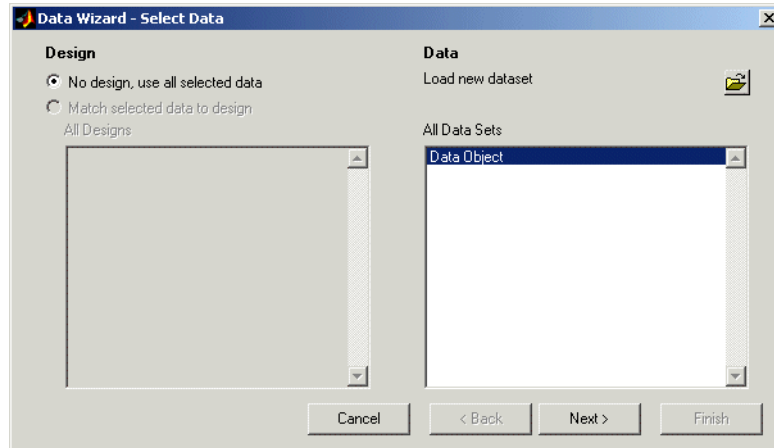 Data Wizard - Select Data
Design
No design, use all selected data
Match selected data to design
All Designs
Data
Load new dataset
All Data Sets
Data Object
Cancel
< Back
Next >
Finish